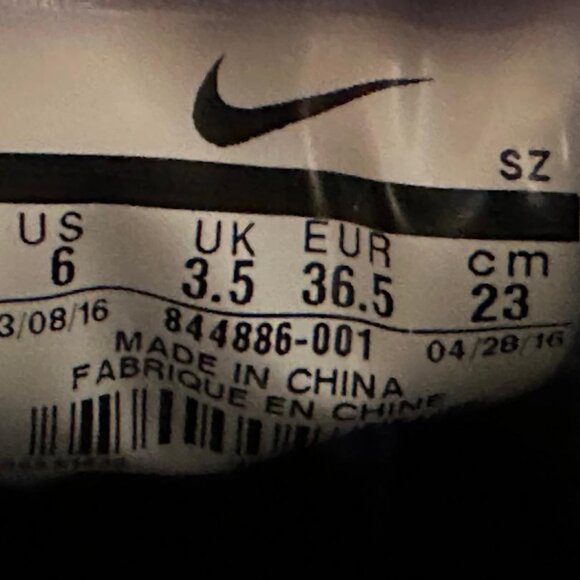 SZ
US UK EUR cm
6 3.5 36.5 23
3/08/16 844886-001 04/28/16
MADE IN CHINA
FABRIQUE EN CHINE